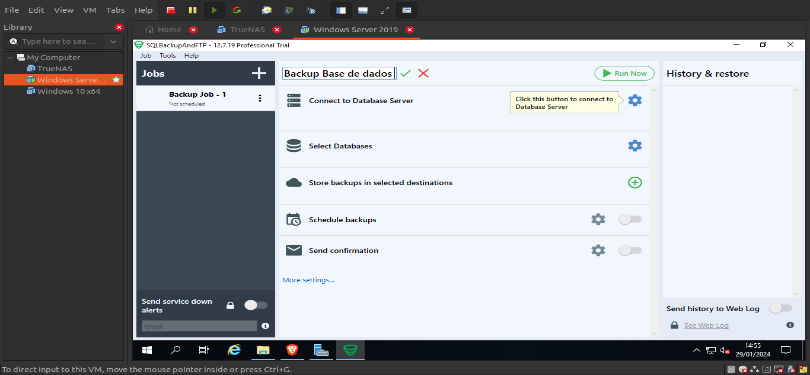 File Edit View VM Tabs Help
Library
Type here to sea...
My Computer
TrueNAS
Windows Serve...
Windows 10 x64
Home
TrueNAS
Windows Server 2019
SQLBackupAndFTP - 12.7.19 Professional Trial
Job Tools Help
Jobs
Backup Job - 1
Not scheduled
Backup Base de dados
Run Now
Connect to Database Server
Click this button to connect to
Database Server
Select Databases
Store backups in selected destinations
Schedule backups
Send confirmation
More settings...
History & restore
Send service down
alerts
email
Send history to Web Log
See Web Log
14:55
29/01/2024
To direct input to this VM, move the mouse pointer inside or press Ctrl+G.